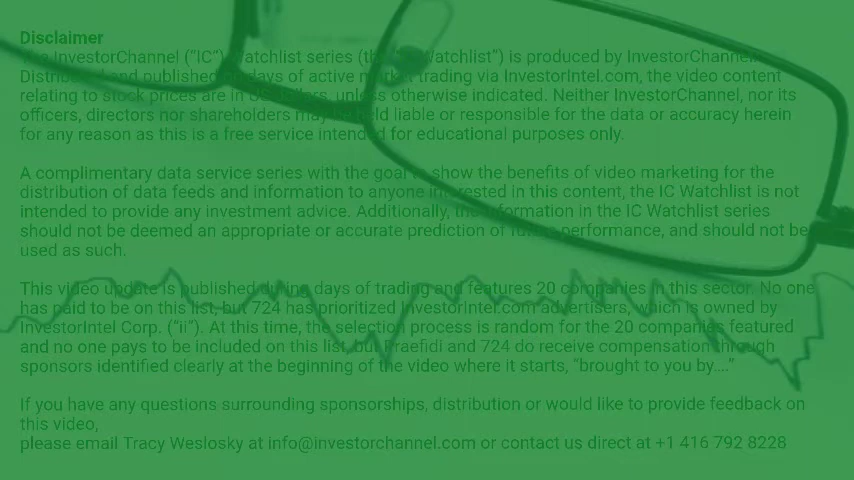 Disclaimer
The InvestorChannel (“IC”) Watchlist series (the “IC Watchlist”) is produced by InvestorChannel.
Distributed and published on days of active market trading via InvestorIntel.com, the video content
relating to stock prices are in US dollars, unless otherwise indicated. Neither InvestorChannel, nor its
officers, directors nor shareholders may be held liable or responsible for the data or accuracy herein
for any reason as this is a free service intended for educational purposes only.
A complimentary data service series with the goal to show the benefits of video marketing for the
distribution of data feeds and information to anyone interested in this content, the IC Watchlist is not
intended to provide any investment advice. Additionally, the information in the IC Watchlist series
should not be deemed an appropriate or accurate prediction of future performance, and should not be
used as such.
This video update is published during days of trading and features 20 companies in this sector. No one
has paid to be on this list, but 724 has prioritized InvestorIntel.com advertisers, which is owned by
InvestorIntel Corp. (“ii”). At this time, the selection process is random for the 20 companies featured
and no one pays to be included on this list, but Praefidi and 724 do receive compensation through
sponsors identified clearly at the beginning of the video where it starts, “brought to you by....”
If you have any questions surrounding sponsorships, distribution or would like to provide feedback on
this video,
please email Tracy Weslosky at info@investorchannel.com or contact us direct at +1 416 792 8228